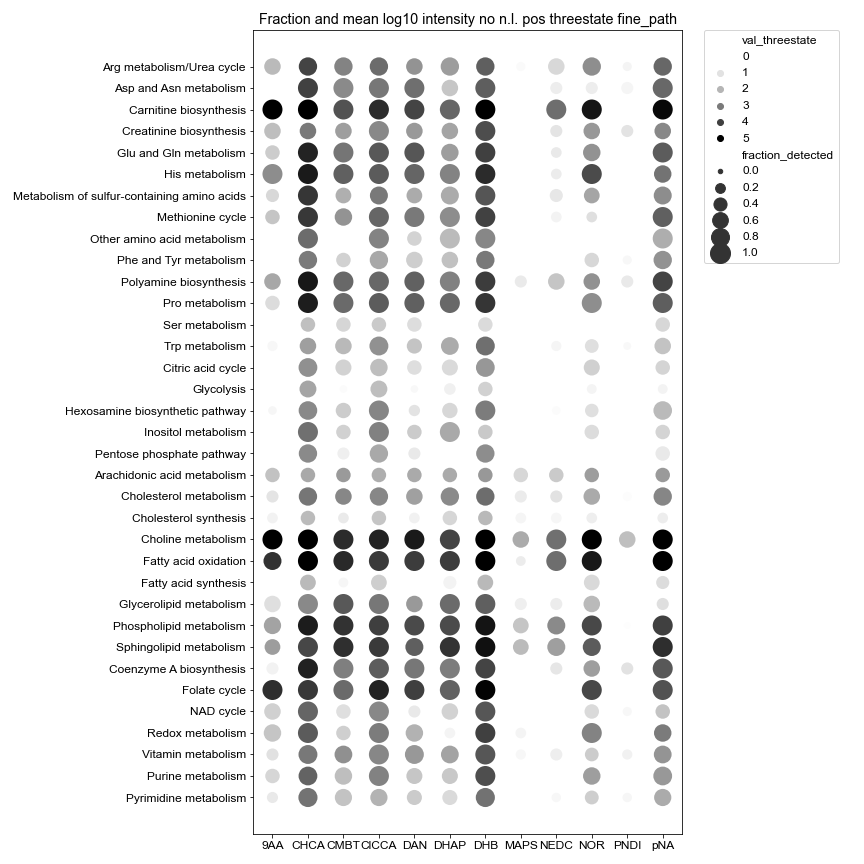 Fraction and mean log10 intensity no n.l. pos threestate fine_path
val_threestate
0
1
2
3
4
5
fraction_detected
0.0
0.2
0.4
0.6
0.8
1.0
Arg metabolism/Urea cycle
Asp and Asn metabolism
Carnitine biosynthesis
Creatinine biosynthesis
Glu and Gln metabolism
His metabolism
Metabolism of sulfur-containing amino acids
Methionine cycle
Other amino acid metabolism
Phe and Tyr metabolism
Polyamine biosynthesis
Pro metabolism
Ser metabolism
Trp metabolism
Citric acid cycle
Glycolysis
Hexosamine biosynthetic pathway
Inositol metabolism
Pentose phosphate pathway
Arachidonic acid metabolism
Cholesterol metabolism
Cholesterol synthesis
Choline metabolism
Fatty acid oxidation
Fatty acid synthesis
Glycerolipid metabolism
Phospholipid metabolism
Sphingolipid metabolism
Coenzyme A biosynthesis
Folate cycle
NAD cycle
Redox metabolism
Vitamin metabolism
Purine metabolism
Pyrimidine metabolism
9AA CHCA CMBT CICCA DAN DHAP DHB MAPS NEDC NOR PNDI pNA